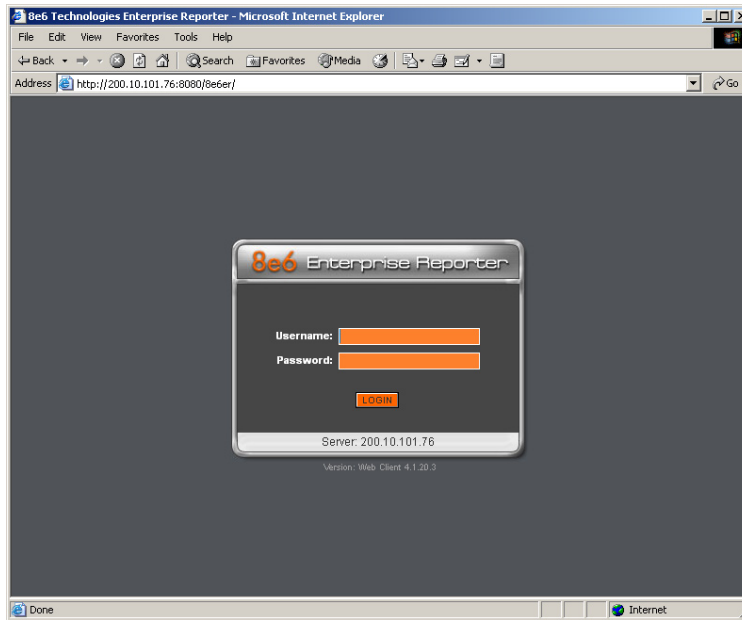 8e6 Technologies Enterprise Reporter - Microsoft Internet Explorer
File Edit View Favorites Tools Help
Back Search Favorites Media
Address http://200.10.101.76:8080/8e6er/ Go
8e6 Enterprise Reporter
Username:
Password:
LOGIN
Server: 200.10.101.76
Version: Web Client 4.1.20.3
Done Internet